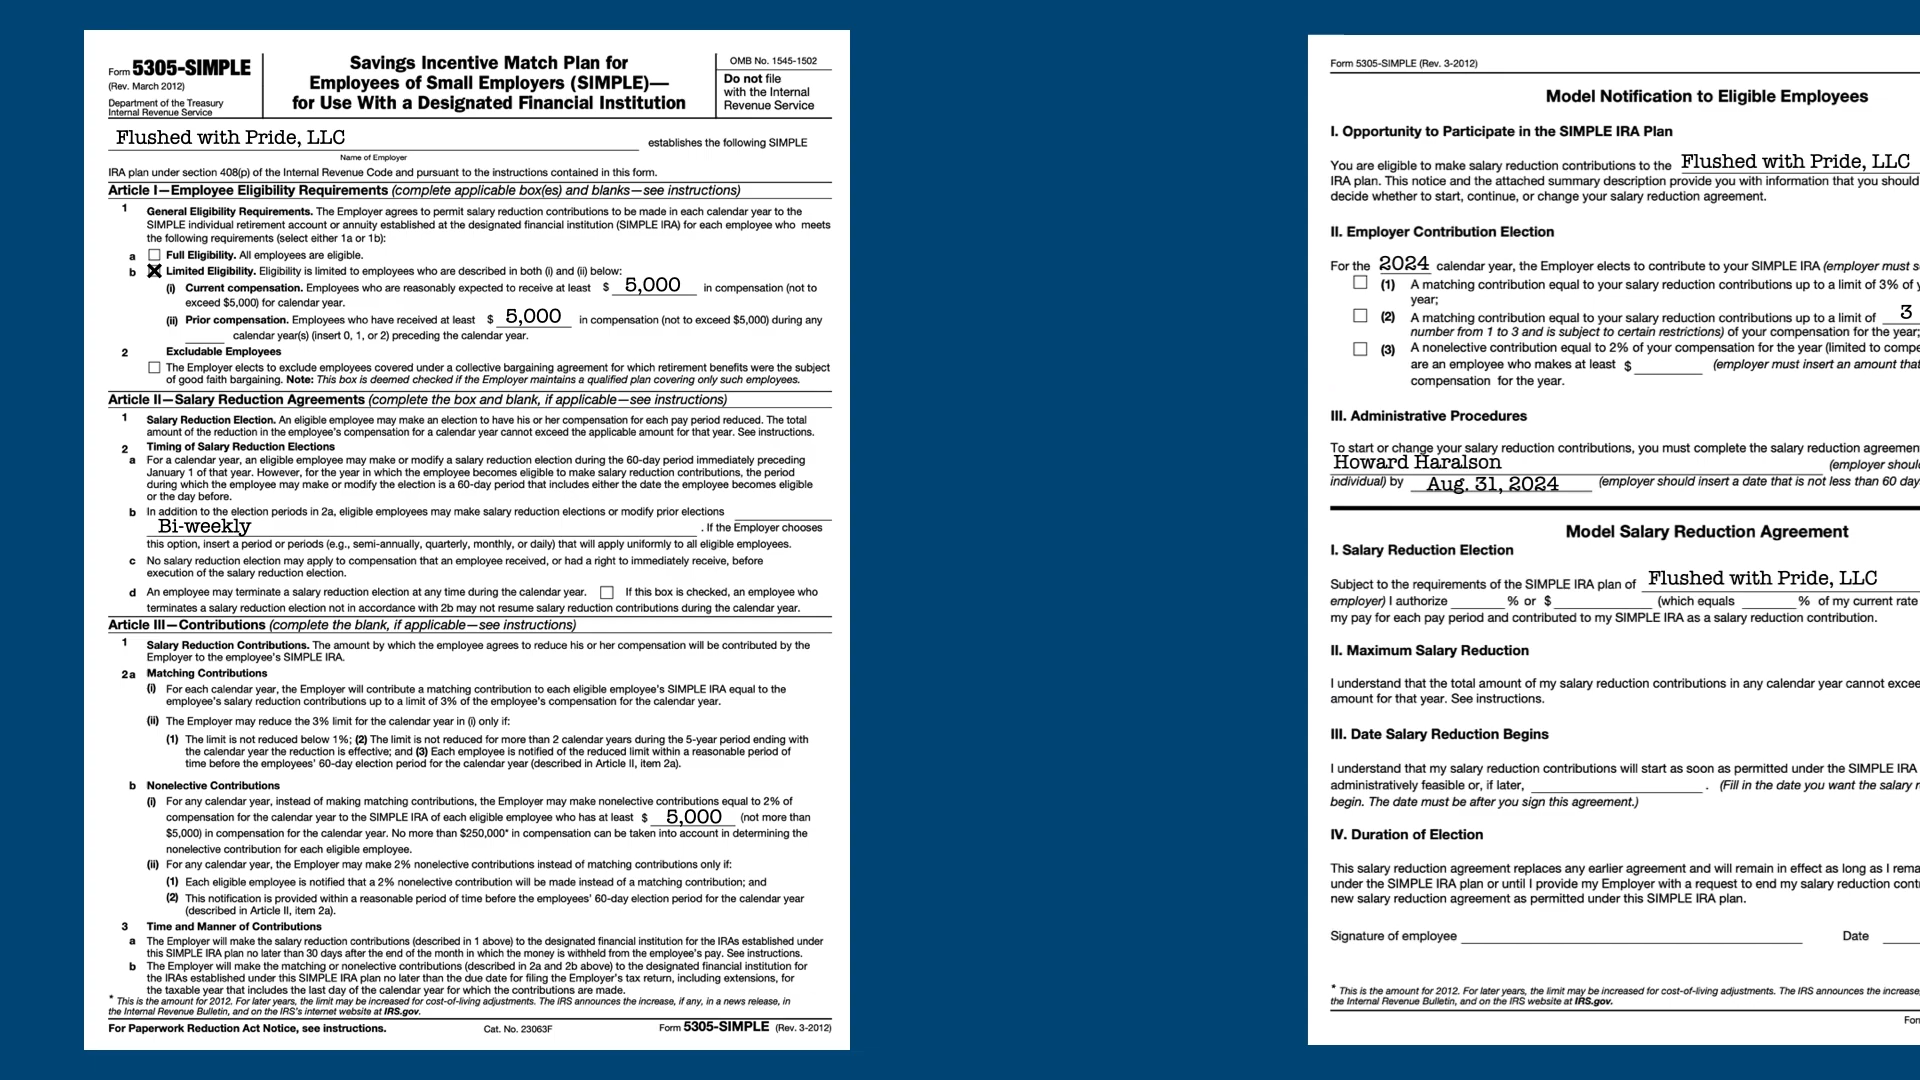 Form 5305-SIMPLE
(Rev. March 2012)
Department of the Treasury
Internal Revenue Service
Savings Incentive Match Plan for
Employees of Small Employers (SIMPLE)—
for Use With a Designated Financial Institution
OMB No. 1545-1502
Do not file
with the Internal
Revenue Service
Flushed with Pride, LLC establishes the following SIMPLE
Name of Employer
IRA plan under section 408(p) of the Internal Revenue Code and pursuant to the instructions contained in this form.
Article I—Employee Eligibility Requirements (complete applicable box(es) and blanks—see instructions)
1 General Eligibility Requirements. The Employer agrees to permit salary reduction contributions to be made in each calendar year to the
SIMPLE individual retirement account or annuity established at the designated financial institution (SIMPLE IRA) for each employee who meets
the following requirements (select either 1a or 1b):
a Full Eligibility. All employees are eligible.
b X Limited Eligibility. Eligibility is limited to employees who are described in both (i) and (ii) below:
(i) Current compensation. Employees who are reasonably expected to receive at least $ 5,000 in compensation (not to
exceed $5,000) for calendar year.
(ii) Prior compensation. Employees who have received at least $ 5,000 in compensation (not to exceed $5,000) during any
calendar year(s) (insert 0, 1, or 2) preceding the calendar year.
2 Excludable Employees
The Employer elects to exclude employees covered under a collective bargaining agreement for which retirement benefits were the subject
of good faith bargaining. Note: This box is deemed checked if the Employer maintains a qualified plan covering only such employees.
Article II—Salary Reduction Agreements (complete the box and blank, if applicable—see instructions)
1 Salary Reduction Election. An eligible employee may make an election to have his or her compensation for each pay period reduced. The total
amount of the reduction in the employee's compensation for a calendar year cannot exceed the applicable amount for that year. See instructions.
2 Timing of Salary Reduction Elections
a For a calendar year, an eligible employee may make or modify a salary reduction election during the 60-day period immediately preceding
January 1 of that year. However, for the year in which the employee becomes eligible to make salary reduction contributions, the period
during which the employee may make or modify the election is a 60-day period that includes either the date the employee becomes eligible
or the day before.
b In addition to the election periods in 2a, eligible employees may make salary reduction elections or modify prior elections
Bi-weekly . If the Employer chooses
this option, insert a period or periods (e.g., semi-annually, quarterly, monthly, or daily) that will apply uniformly to all eligible employees.
c No salary reduction election may apply to compensation that an employee received, or had a right to immediately receive, before
execution of the salary reduction election.
d An employee may terminate a salary reduction election at any time during the calendar year. If this box is checked, an employee who
terminates a salary reduction election not in accordance with 2b may not resume salary reduction contributions during the calendar year.
Article III—Contributions (complete the blank, if applicable—see instructions)
1 Salary Reduction Contributions. The amount by which the employee agrees to reduce his or her compensation will be contributed by the
Employer to the employee's SIMPLE IRA.
2a Matching Contributions
(i) For each calendar year, the Employer will contribute a matching contribution to each eligible employee's SIMPLE IRA equal to the
employee's salary reduction contributions up to a limit of 3% of the employee's compensation for the calendar year.
(ii) The Employer may reduce the 3% limit for the calendar year in (i) only if:
(1) The limit is not reduced below 1%; (2) The limit is not reduced for more than 2 calendar years during the 5-year period ending with
the calendar year the reduction is effective; and (3) Each employee is notified of the reduced limit within a reasonable period of
time before the employees' 60-day election period for the calendar year (described in Article II, item 2a).
b Nonelective Contributions
(i) For any calendar year, instead of making matching contributions, the Employer may make nonelective contributions equal to 2% of
compensation for the calendar year to the SIMPLE IRA of each eligible employee who has at least $ 5,000 (not more than
$5,000) in compensation for the calendar year. No more than $250,000* in compensation can be taken into account in determining the
nonelective contribution for each eligible employee.
(ii) For any calendar year, the Employer may make 2% nonelective contributions instead of matching contributions only if:
(1) Each eligible employee is notified that a 2% nonelective contribution will be made instead of a matching contribution; and
(2) This notification is provided within a reasonable period of time before the employees' 60-day election period for the calendar year
(described in Article II, item 2a).
3 Time and Manner of Contributions
a The Employer will make the salary reduction contributions (described in 1 above) to the designated financial institution for the IRAs established under
this SIMPLE IRA plan no later than 30 days after the end of the month in which the money is withheld from the employee's pay. See instructions.
b The Employer will make the matching or nonelective contributions (described in 2a and 2b above) to the designated financial institution for
the IRAs established under this SIMPLE IRA plan no later than the due date for filing the Employer's tax return, including extensions, for
the taxable year that includes the last day of the calendar year for which the contributions are made.
* This is the amount for 2012. For later years, the limit may be increased for cost-of-living adjustments. The IRS announces the increase, if any, in a news release, in
the Internal Revenue Bulletin, and on the IRS's internet website at IRS.gov.
For Paperwork Reduction Act Notice, see instructions. Cat. No. 23063F Form 5305-SIMPLE (Rev. 3-2012)
Form 5305-SIMPLE (Rev. 3-2012)
Model Notification to Eligible Employees
I. Opportunity to Participate in the SIMPLE IRA Plan
You are eligible to make salary reduction contributions to the Flushed with Pride, LLC
IRA plan. This notice and the attached summary description provide you with information that you should
decide whether to start, continue, or change your salary reduction agreement.
II. Employer Contribution Election
For the 2024 calendar year, the Employer elects to contribute to your SIMPLE IRA (employer must
(1) A matching contribution equal to your salary reduction contributions up to a limit of 3% of
year;
(2) A matching contribution equal to your salary reduction contributions up to a limit of 3
number from 1 to 3 and is subject to certain restrictions) of your compensation for the year;
(3) A nonelective contribution equal to 2% of your compensation for the year (limited to
are an employee who makes at least $ (employer must insert an amount that
compensation for the year.
III. Administrative Procedures
To start or change your salary reduction contributions, you must complete the salary reduction
Howard Haralson (employer
individual) by Aug. 31, 2024 (employer should insert a date that is not less than 60
Model Salary Reduction Agreement
I. Salary Reduction Election
Subject to the requirements of the SIMPLE IRA plan of Flushed with Pride, LLC
employer) I authorize % or $ (which equals % of my current rate
my pay for each pay period and contributed to my SIMPLE IRA as a salary reduction contribution.
II. Maximum Salary Reduction
I understand that the total amount of my salary reduction contributions in any calendar year cannot
amount for that year. See instructions.
III. Date Salary Reduction Begins
I understand that my salary reduction contributions will start as soon as permitted under the SIMPLE IRA
administratively feasible or, if later, . (Fill in the date you want the salary
begin. The date must be after you sign this agreement.)
IV. Duration of Election
This salary reduction agreement replaces any earlier agreement and will remain in effect as long as I
under the SIMPLE IRA plan or until I provide my Employer with a request to end my salary reduction
new salary reduction agreement as permitted under this SIMPLE IRA plan.
Signature of employee Date
* This is the amount for 2012. For later years, the limit may be increased for cost-of-living adjustments. The IRS announces the increase,
the Internal Revenue Bulletin, and on the IRS website at IRS.gov.